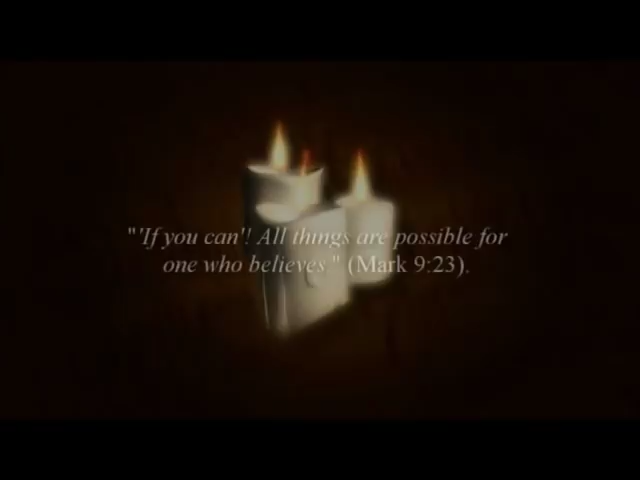 "'If you can'! All things are possible for
one who believes." (Mark 9:23).